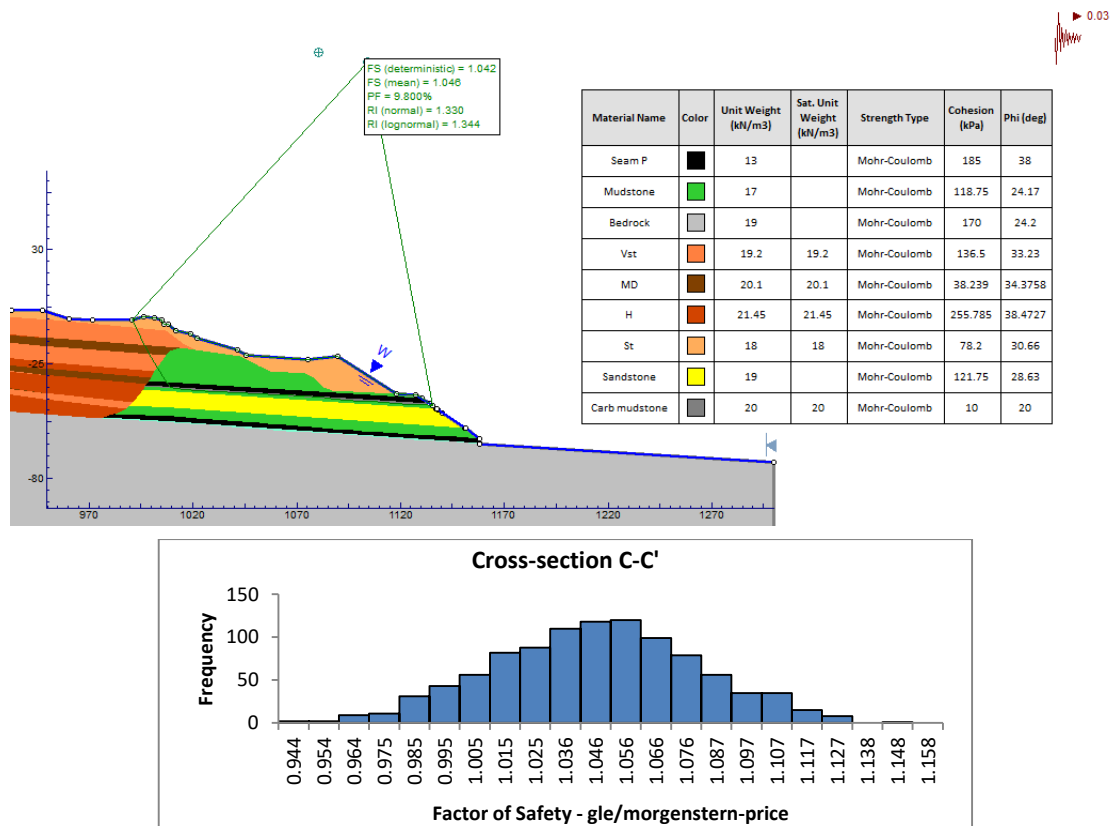 0.03
FS (deterministic) = 1.042
FS (mean) = 1.046
PF = 9.800%
RI (normal) = 1.330
RI (lognormal) = 1.344
Material Name Color Unit Weight (kN/m3) Sat. Unit Weight (kN/m3) Strength Type Cohesion (kPa) Phi (deg)
Seam P 13 Mohr-Coulomb 185 38
Mudstone 17 Mohr-Coulomb 118.75 24.17
Bedrock 19 Mohr-Coulomb 170 24.2
Vst 19.2 19.2 Mohr-Coulomb 136.5 33.23
MD 20.1 20.1 Mohr-Coulomb 38.239 34.3758
H 21.45 21.45 Mohr-Coulomb 255.785 38.4727
St 18 18 Mohr-Coulomb 78.2 30.66
Sandstone 19 Mohr-Coulomb 121.75 28.63
Carb mudstone 20 20 Mohr-Coulomb 10 20
30
-25
-80
W
970 1020 1070 1120 1170 1220 1270
Cross-section C-C'
Frequency
150
100
50
0
0.944 0.954 0.964 0.975 0.985 0.995 1.005 1.015 1.025 1.036 1.046 1.056 1.066 1.076 1.087 1.097 1.107 1.117 1.127 1.138 1.148 1.158
Factor of Safety - gle/morgenstern-price